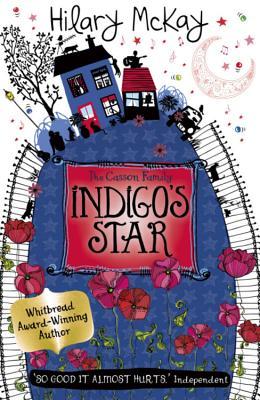 Hilary McKay
The Casson Family
INDIGO'S
STAR
Whitbread
Award-Winning
Author
'SO GOOD IT ALMOST HURTS.' Independent